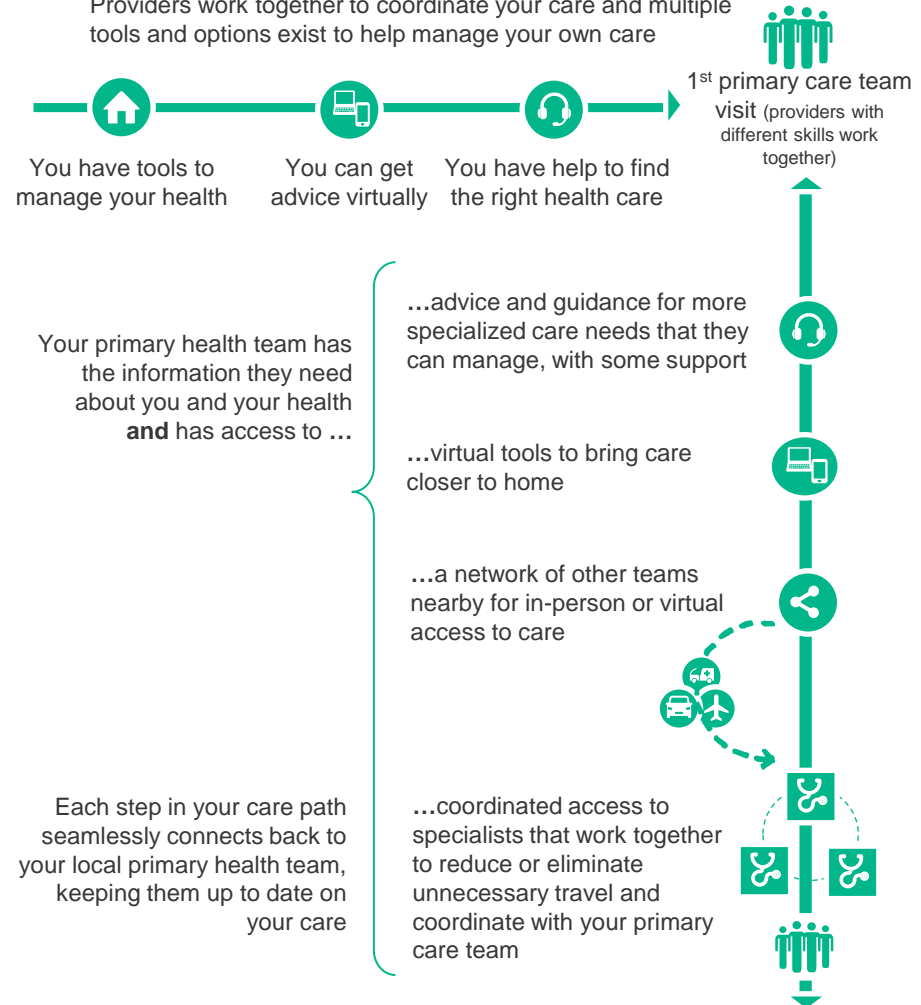 Providers work together to coordinate your care and multiple
tools and options exist to help manage your own care
1st primary care team
visit (providers with
different skills work
together)
You have tools to
manage your health
You can get
advice virtually
You have help to find
the right health care
Your primary health team has
the information they need
about you and your health
and has access to …
…advice and guidance for more
specialized care needs that they
can manage, with some support
…virtual tools to bring care
closer to home
…a network of other teams
nearby for in-person or virtual
access to care
Each step in your care path
seamlessly connects back to
your local primary health team,
keeping them up to date on
your care
…coordinated access to
specialists that work together
to reduce or eliminate
unnecessary travel and
coordinate with your primary
care team